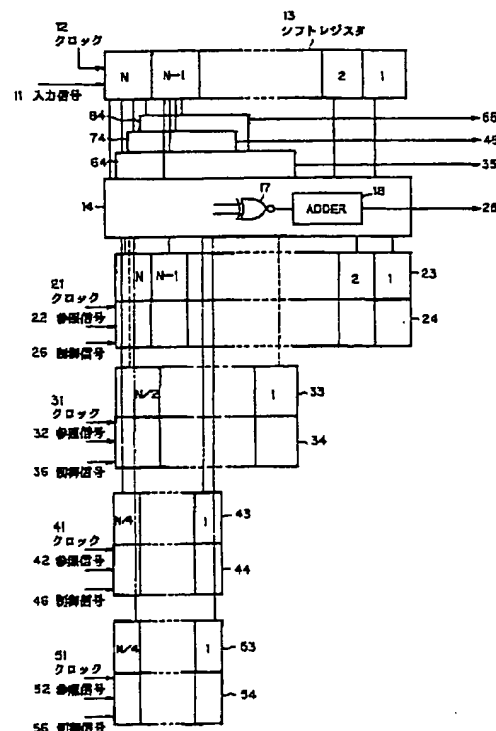 13
シフトレジスタ
12
クロック
N N-1 2 1
11 入力信号
84
74
64
65
45
35
14
17
18
ADDER
N N-1 2 1
23
21
クロック
22 参照信号
24
26 制御信号
N/2 1
33
31
クロック
32 参照信号
34
36 制御信号
N/4 1
43
41
クロック
42 参照信号
44
46 制御信号
N/4 1
53
51
クロック
52 参照信号
54
56 制御信号